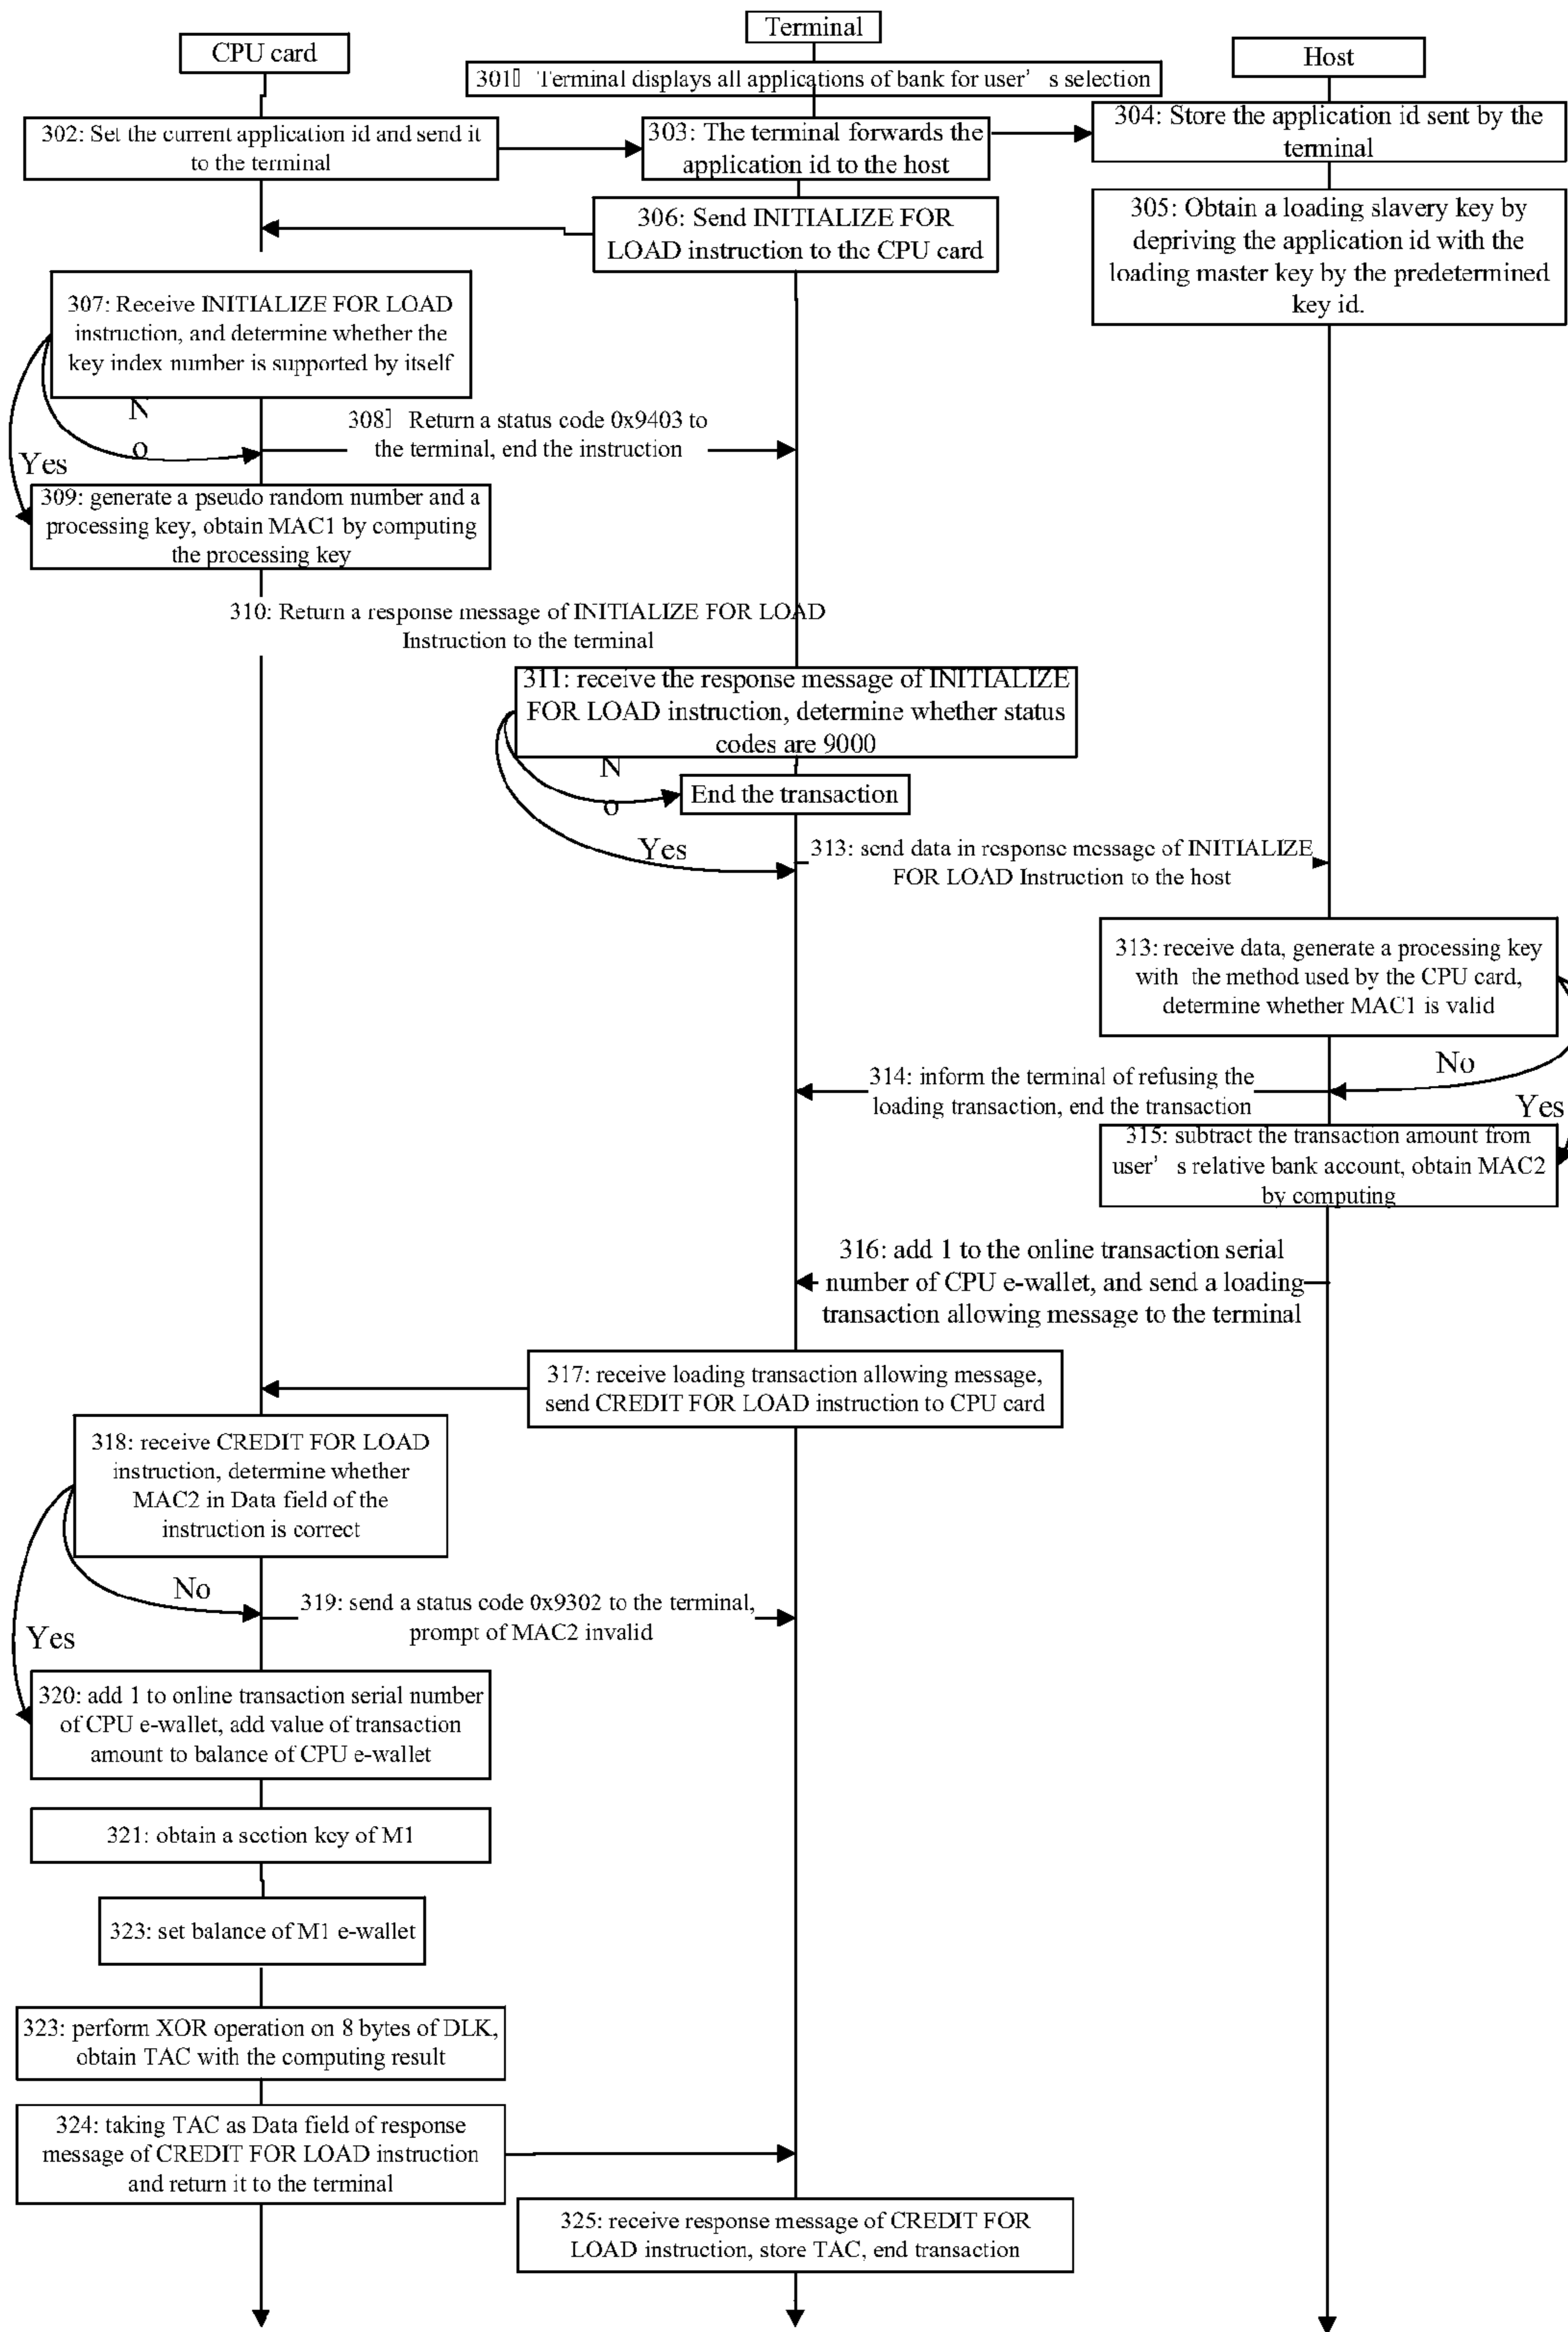 Terminal
CPU card
Host
301 Terminal displays all applications of bank for user’ s selection
302: Set the current application id and send it
to the terminal
303: The terminal forwards the
application id to the host
304: Store the application id sent by the
terminal
305: Obtain a loading slavery key by
depriving the application id with the
loading master key by the predetermined
key id.
306: Send INITIALIZE FOR
LOAD instruction to the CPU card
307: Receive INITIALIZE FOR LOAD
instruction, and determine whether the
key index number is supported by itself
N
o
Yes
308 Return a status code 0x9403 to
the terminal, end the instruction
309: generate a pseudo random number and a
processing key, obtain MAC1 by computing
the processing key
310: Return a response message of INITIALIZE FOR LOAD
Instruction to the terminal
311: receive the response message of INITIALIZE
FOR LOAD instruction, determine whether status
codes are 9000
N
o
End the transaction
Yes
313: send data in response message of INITIALIZE
FOR LOAD Instruction to the host
313: receive data, generate a processing key
with the method used by the CPU card,
determine whether MAC1 is valid
No
314: inform the terminal of refusing the
loading transaction, end the transaction
Yes
315: subtract the transaction amount from
user’ s relative bank account, obtain MAC2
by computing
316: add 1 to the online transaction serial
number of CPU e-wallet, and send a loading
transaction allowing message to the terminal
317: receive loading transaction allowing message,
send CREDIT FOR LOAD instruction to CPU card
318: receive CREDIT FOR LOAD
instruction, determine whether
MAC2 in Data field of the
instruction is correct
No
319: send a status code 0x9302 to the terminal,
prompt of MAC2 invalid
Yes
320: add 1 to online transaction serial number
of CPU e-wallet, add value of transaction
amount to balance of CPU e-wallet
321: obtain a section key of M1
323: set balance of M1 e-wallet
323: perform XOR operation on 8 bytes of DLK,
obtain TAC with the computing result
324: taking TAC as Data field of response
message of CREDIT FOR LOAD instruction
and return it to the terminal
325: receive response message of CREDIT FOR
LOAD instruction, store TAC, end transaction